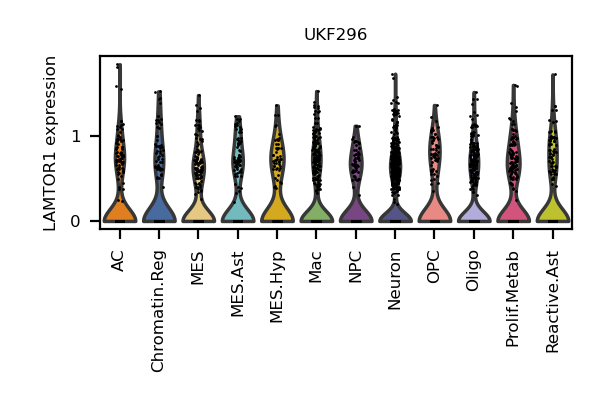 UKF296
LAMTOR1 expression
1
0
AC
Chromatin.Reg
MES
MES.Ast
MES.Hyp
Mac
NPC
Neuron
OPC
Oligo
Prolif.Metab
Reactive.Ast